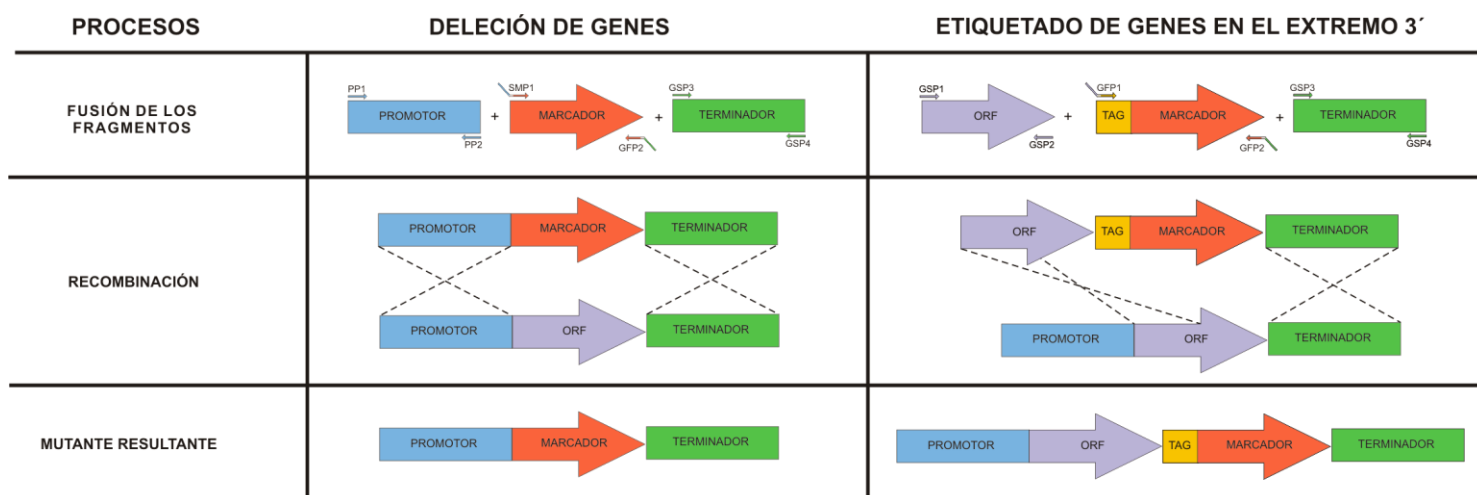 PROCESOS
DELECIÓN DE GENES
ETIQUETADO DE GENES EN EL EXTREMO 3´
FUSIÓN DE LOS
FRAGMENTOS
PP1
SMP1
GSP3
PROMOTOR
+
MARCADOR
+
TERMINADOR
PP2
GFP2
GSP4
GSP1
GFP1
GSP3
ORF
+
TAG
MARCADOR
+
TERMINADOR
GSP2
GFP2
GSP4
RECOMBINACIÓN
PROMOTOR
MARCADOR
TERMINADOR
PROMOTOR
ORF
TERMINADOR
ORF
TAG
MARCADOR
TERMINADOR
PROMOTOR
ORF
TERMINADOR
MUTANTE RESULTANTE
PROMOTOR
MARCADOR
TERMINADOR
PROMOTOR
ORF
TAG
MARCADOR
TERMINADOR